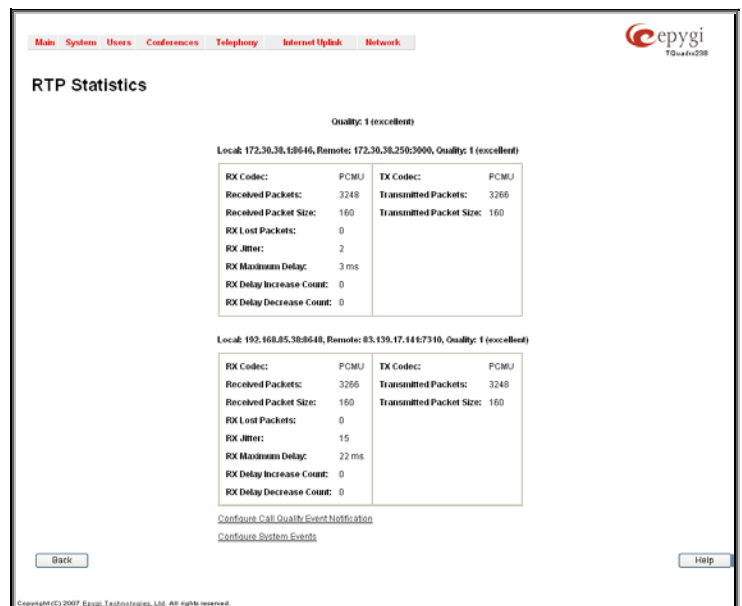 Main System Users Conferences Telephony Internet Uplink Network
epygi
TQuadro238
RTP Statistics
Quality: 1 (excellent)
Local: 172.30.38.1:8646, Remote: 172.30.38.250:3000, Quality: 1 (excellent)
RX Codec: PCMU TX Codec: PCMU
Received Packets: 3248 Transmitted Packets: 3266
Received Packet Size: 160 Transmitted Packet Size: 160
RX Lost Packets: 0
RX Jitter: 2
RX Maximum Delay: 3 ms
RX Delay Increase Count: 0
RX Delay Decrease Count: 0
Local: 192.168.85.38:8648, Remote: 83.139.17.141:7310, Quality: 1 (excellent)
RX Codec: PCMU TX Codec: PCMU
Received Packets: 3266 Transmitted Packets: 3248
Received Packet Size: 160 Transmitted Packet Size: 160
RX Lost Packets: 0
RX Jitter: 15
RX Maximum Delay: 22 ms
RX Delay Increase Count: 0
RX Delay Decrease Count: 0
Configure Call Quality Event Notification
Configure System Events
Back Help
Copyright (C) 2007 Epygi Technologies, Ltd. All rights reserved.